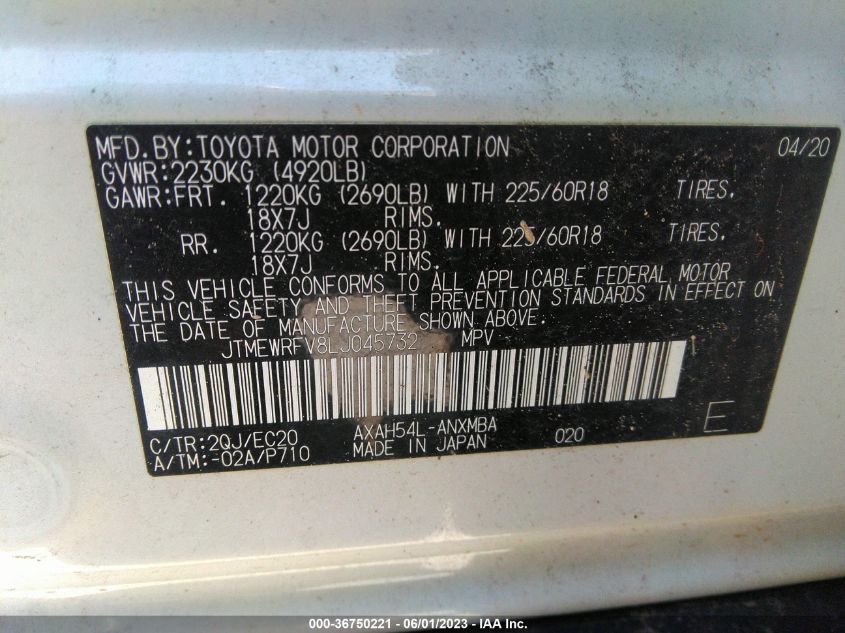 MFD.BY:TOYOTA MOTOR CORPORATION 04/20
GVWR:2230KG (4920LB)
GAWR:FRT. 1220KG (2690LB) WITH 225/60R18 TIRES.
18X7J RIMS.
RR. 1220KG (2690LB) WITH 225/60R18 TIRES.
18X7J RIMS.
THIS VEHICLE CONFORMS TO ALL APPLICABLE FEDERAL MOTOR
VEHICLE SAFETY AND THEFT PREVENTION STANDARDS IN EFFECT ON
THE DATE OF MANUFACTURE SHOWN ABOVE.
JTMEWRFV8LJ045732 MPV
C/TR:2QJ/EC20 AXAH54L-ANXMBA 020 E
A/TM:-02A/P710 MADE IN JAPAN
000-36750221 - 06/01/2023 - IAA Inc.